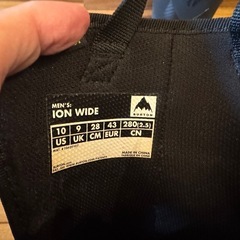 MEN'S:
ION WIDE
BURTON
10 9 28 43 280(2.5)
US UK CM EUR CN
MADE IN CHINA